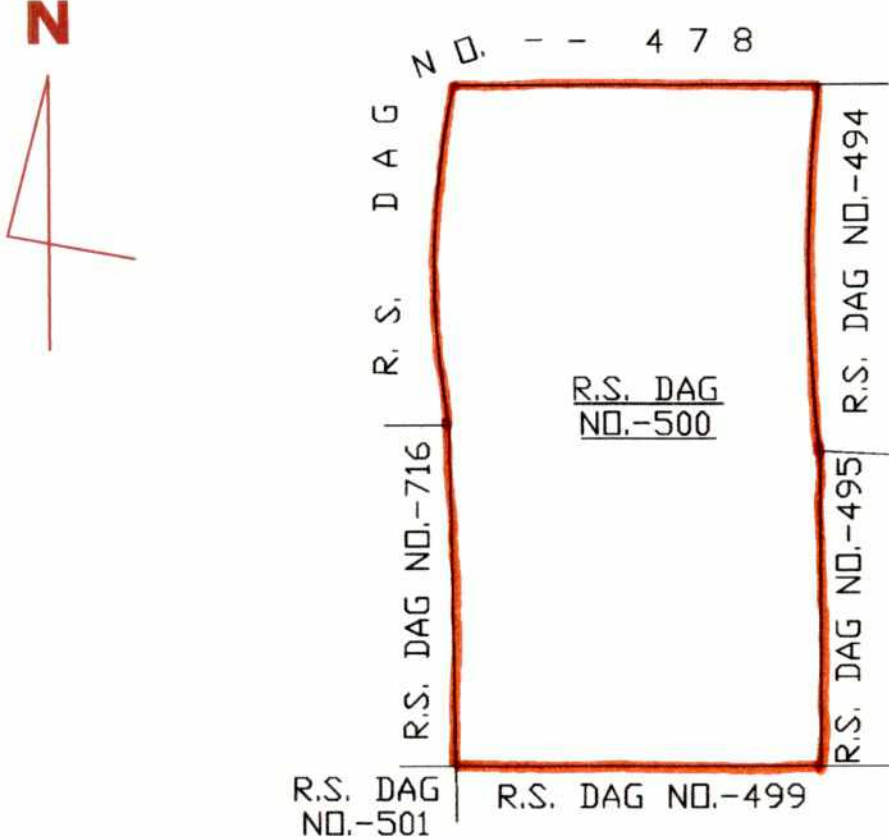 N
R.S. DAG NO. -- 478
R.S. DAG NO.-494
R.S. DAG
NO.-500
R.S. DAG NO.-716
R.S. DAG NO.-495
R.S. DAG
NO.-501
R.S. DAG NO.-499